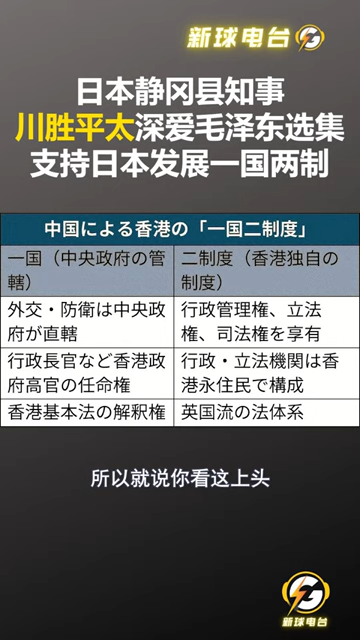 新球电台
日本静冈县知事
川胜平太深爱毛泽东选集
支持日本发展一国两制
中国による香港の「一国二制度」
一国（中央政府の管
轄）
二制度（香港独自の
制度）
外交・防衛は中央政
府が直轄
行政管理権、立法
権、司法権を享有
行政長官など香港政
府高官の任命権
行政・立法機関は香
港永住民で構成
香港基本法の解釈権
英国流の法体系
所以就说你看这上头
新球电台